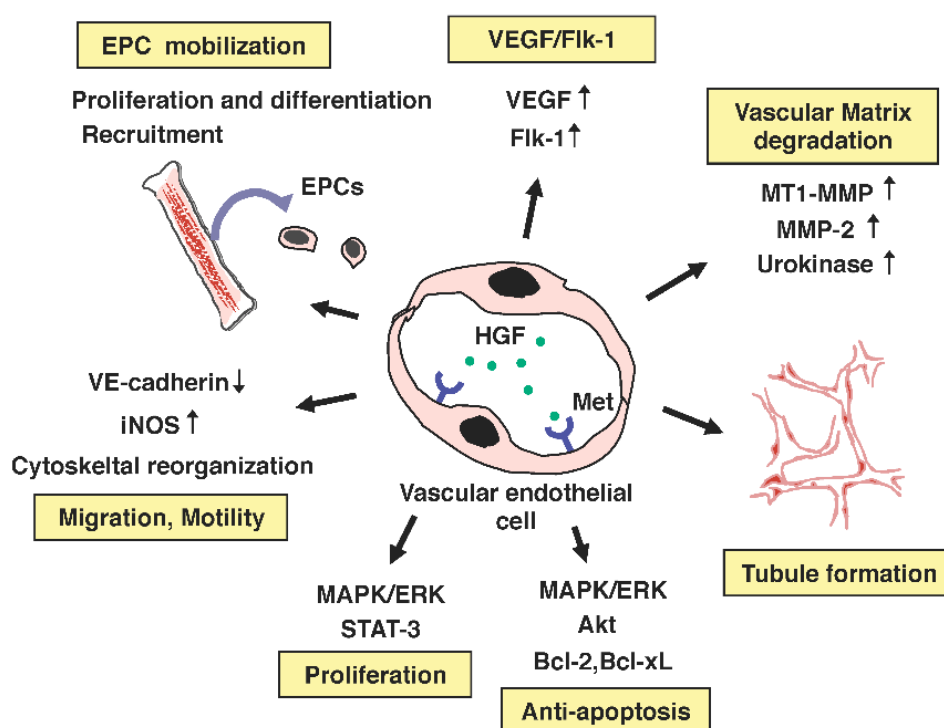 EPC mobilization
Proliferation and differentiation
Recruitment
EPCs
VEGF/Flk-1
VEGF ↑
Flk-1↑
Vascular Matrix
degradation
MT1-MMP ↑
MMP-2 ↑
Urokinase ↑
HGF
Met
Vascular endothelial
cell
VE-cadherin↓
iNOS ↑
Cytoskeltal reorganization
Migration, Motility
MAPK/ERK
STAT-3
Proliferation
MAPK/ERK
Akt
Bcl-2,Bcl-xL
Anti-apoptosis
Tubule formation